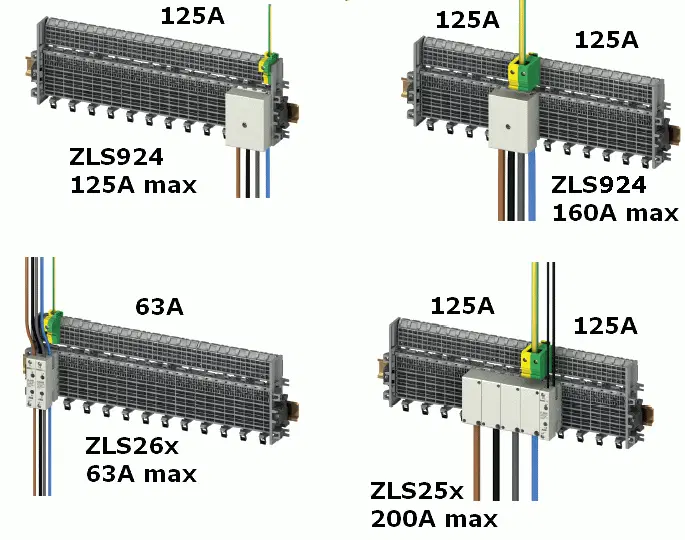 125A
ZLS924
125A max
125A
125A
ZLS924
160A max
63A
ZLS26x
63A max
125A
125A
ZLS25x
200A max